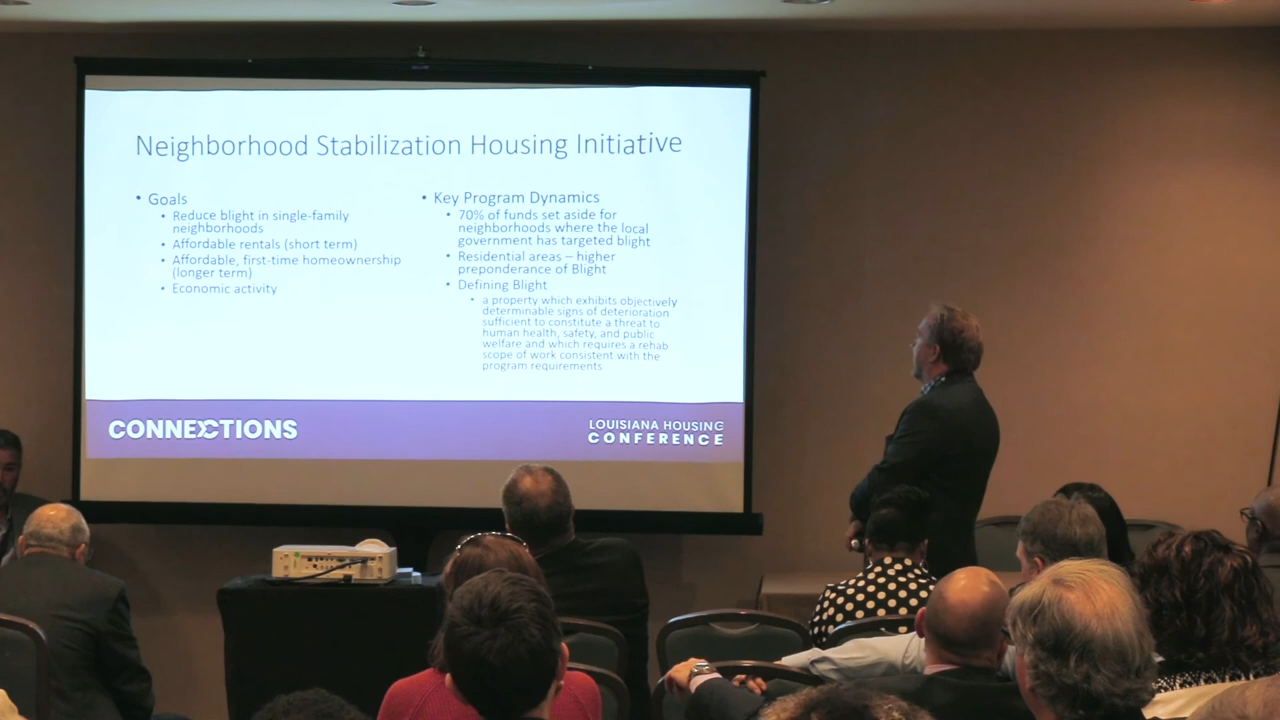 Neighborhood Stabilization Housing Initiative
• Goals
• Reduce blight in single-family
neighborhoods
• Affordable rentals (short term)
• Affordable, first-time homeownership
(longer term)
• Economic activity
• Key Program Dynamics
• 70% of funds set aside for
neighborhoods where the local
government has targeted blight
• Residential areas – higher
preponderance of Blight
• Defining Blight
• a property which exhibits objectively
determinable signs of deterioration
sufficient to constitute a threat to
human health, safety, and public
welfare and which requires a rehab
scope of work consistent with the
program requirements
CONNECTIONS
LOUISIANA HOUSING
CONFERENCE